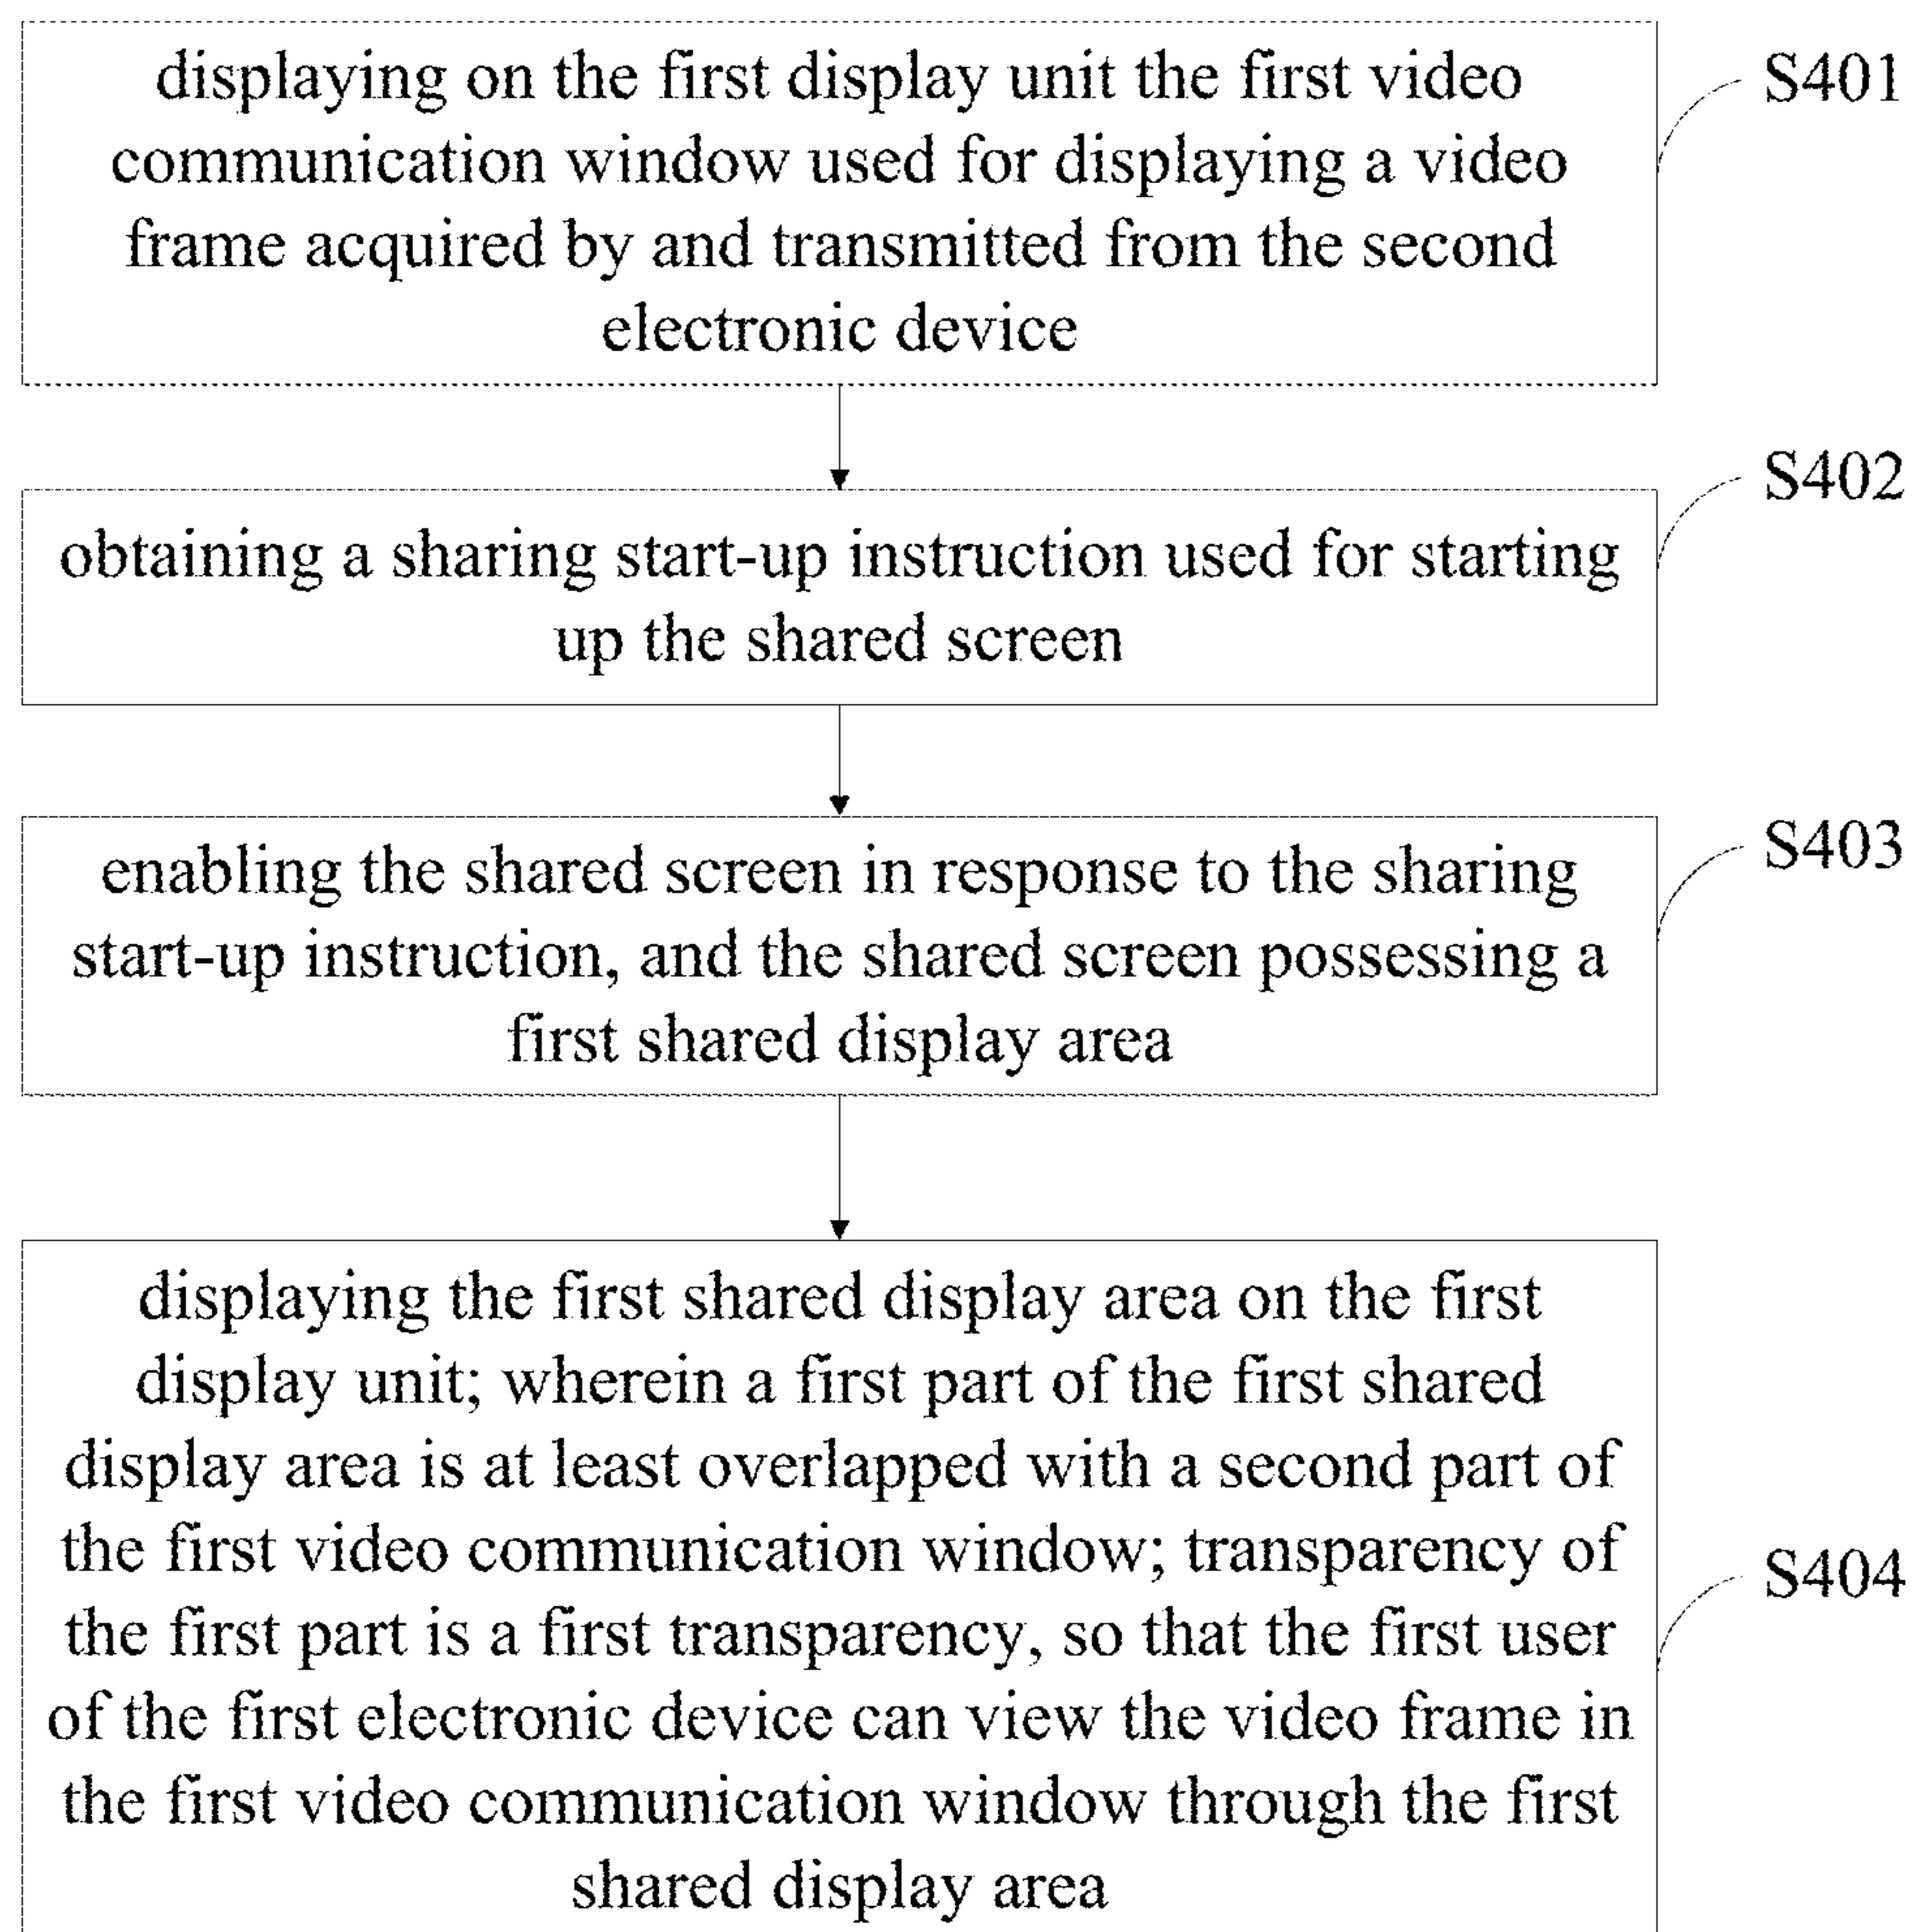 displaying on the first display unit the first video
communication window used for displaying a video
frame acquired by and transmitted from the second
electronic device
S401
obtaining a sharing start-up instruction used for starting
up the shared screen
S402
enabling the shared screen in response to the sharing
start-up instruction, and the shared screen possessing a
first shared display area
S403
displaying the first shared display area on the first
display unit; wherein a first part of the first shared
display area is at least overlapped with a second part of
the first video communication window; transparency of
the first part is a first transparency, so that the first user
of the first electronic device can view the video frame in
the first video communication window through the first
shared display area
S404